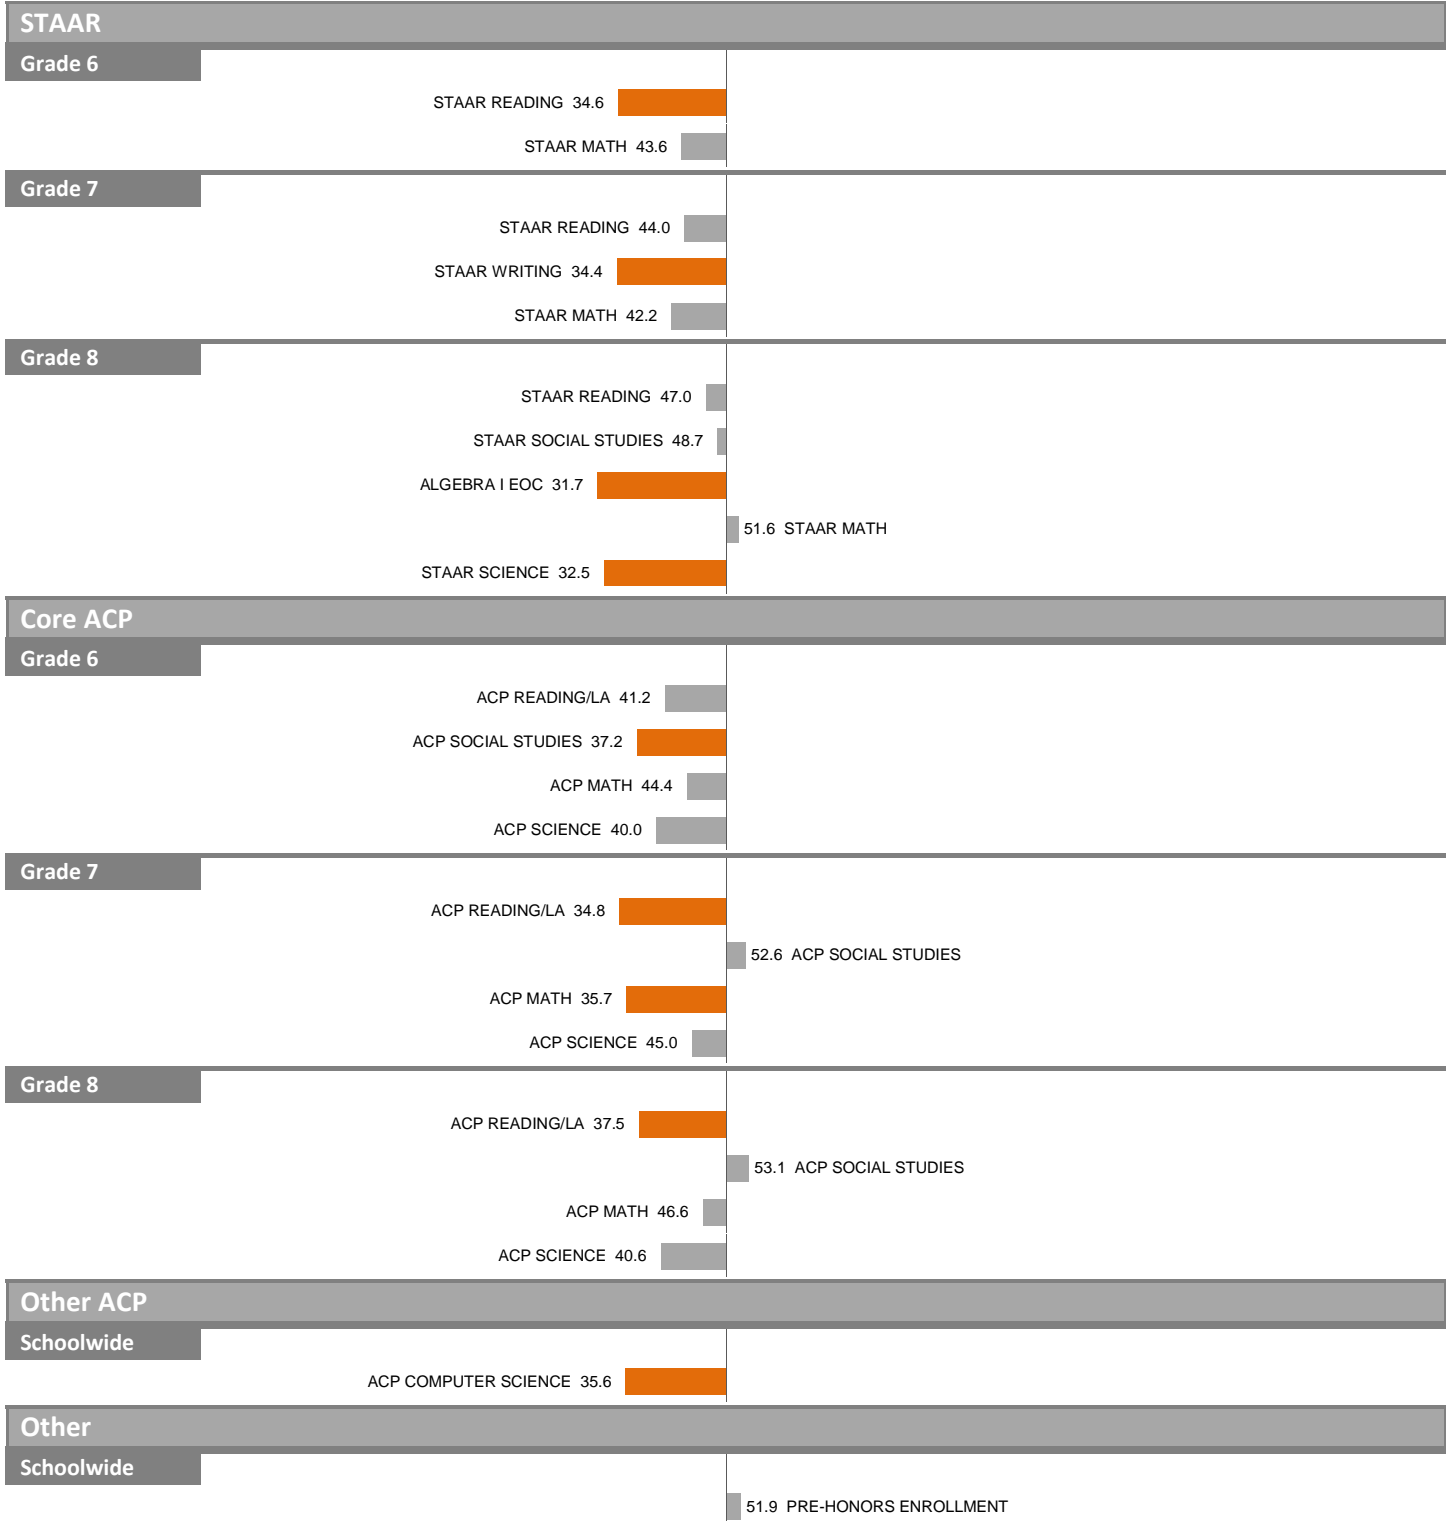 STAAR
Grade 6
STAAR READING 34.6
STAAR MATH 43.6
Grade 7
STAAR READING 44.0
STAAR WRITING 34.4
STAAR MATH 42.2
Grade 8
STAAR READING 47.0
STAAR SOCIAL STUDIES 48.7
ALGEBRA I EOC 31.7
51.6 STAAR MATH
STAAR SCIENCE 32.5
Core ACP
Grade 6
ACP READING/LA 41.2
ACP SOCIAL STUDIES 37.2
ACP MATH 44.4
ACP SCIENCE 40.0
Grade 7
ACP READING/LA 34.8
52.6 ACP SOCIAL STUDIES
ACP MATH 35.7
ACP SCIENCE 45.0
Grade 8
ACP READING/LA 37.5
53.1 ACP SOCIAL STUDIES
ACP MATH 46.6
ACP SCIENCE 40.6
Other ACP
Schoolwide
ACP COMPUTER SCIENCE 35.6
Other
Schoolwide
51.9 PRE-HONORS ENROLLMENT